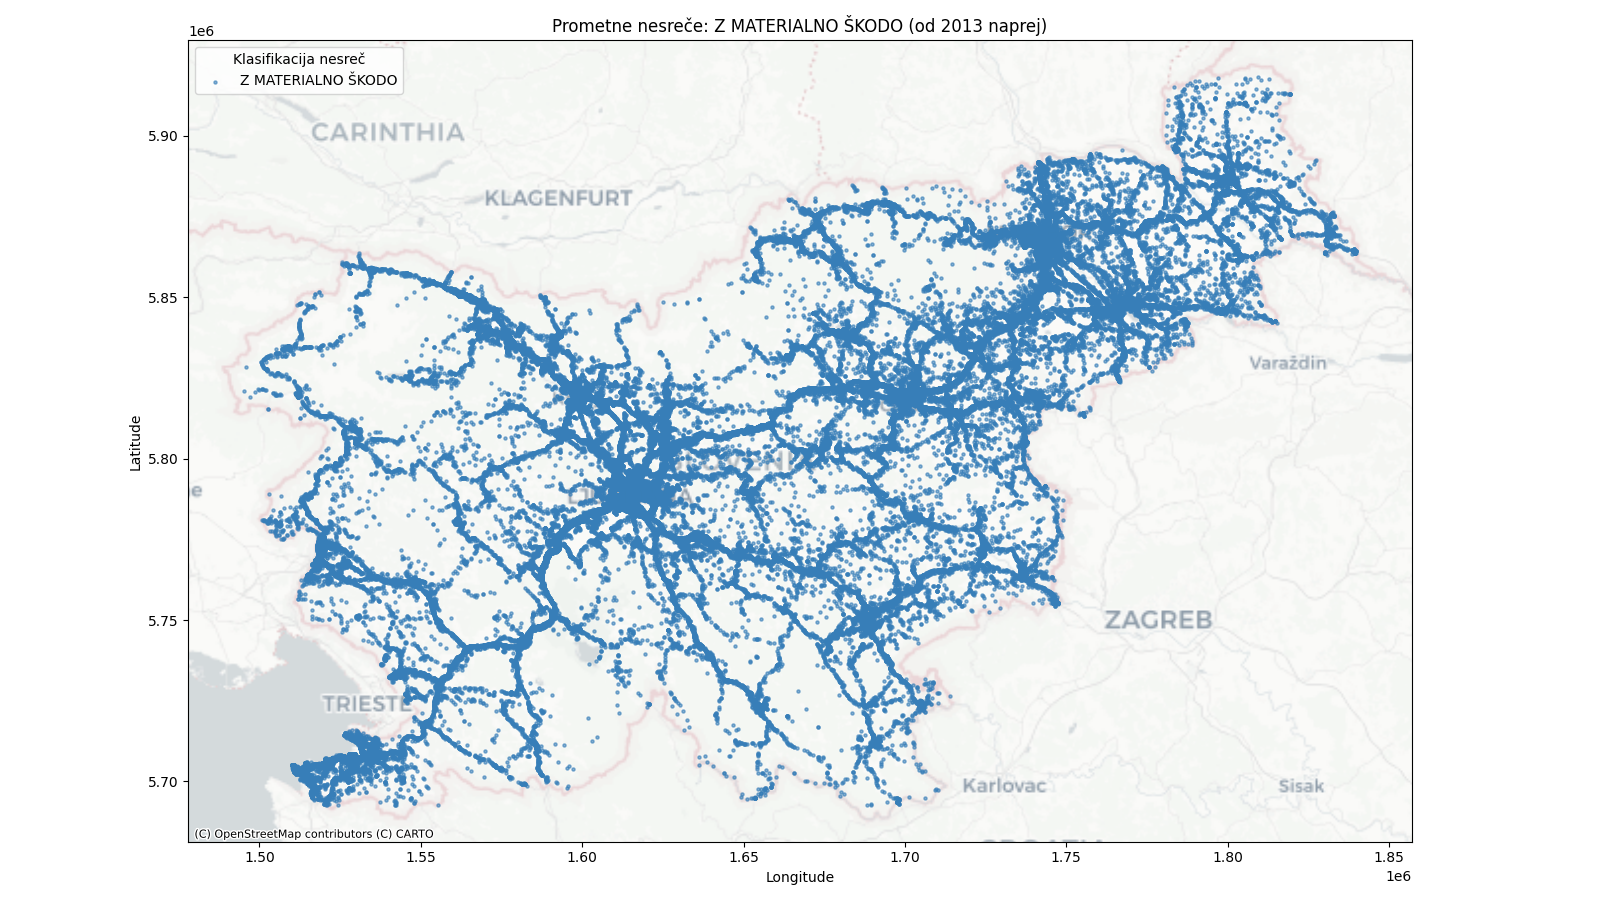 Prometne nesreče: Z MATERIALNO ŠKODO (od 2013 naprej)
1e6
Klasifikacija nesreč
Z MATERIALNO ŠKODO
CARINTHIA
KLAGENFURT
Varaždin
e
ZAGREB
TRIESTE
Karlovac
Sisak
(C) OpenStreetMap contributors (C) CARTO
Latitude
5.90
5.85
5.80
5.75
5.70
1.50
1.55
1.60
1.65
1.70
1.75
1.80
1.85
Longitude
1e6